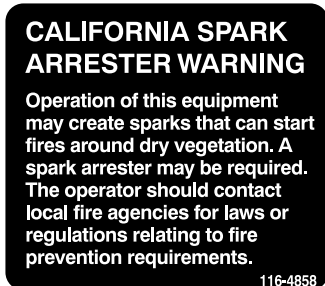 CALIFORNIA SPARK
ARRESTER WARNING
Operation of this equipment
may create sparks that can start
fires around dry vegetation. A
spark arrester may be required.
The operator should contact
local fire agencies for laws or
regulations relating to fire
prevention requirements.
116-4858